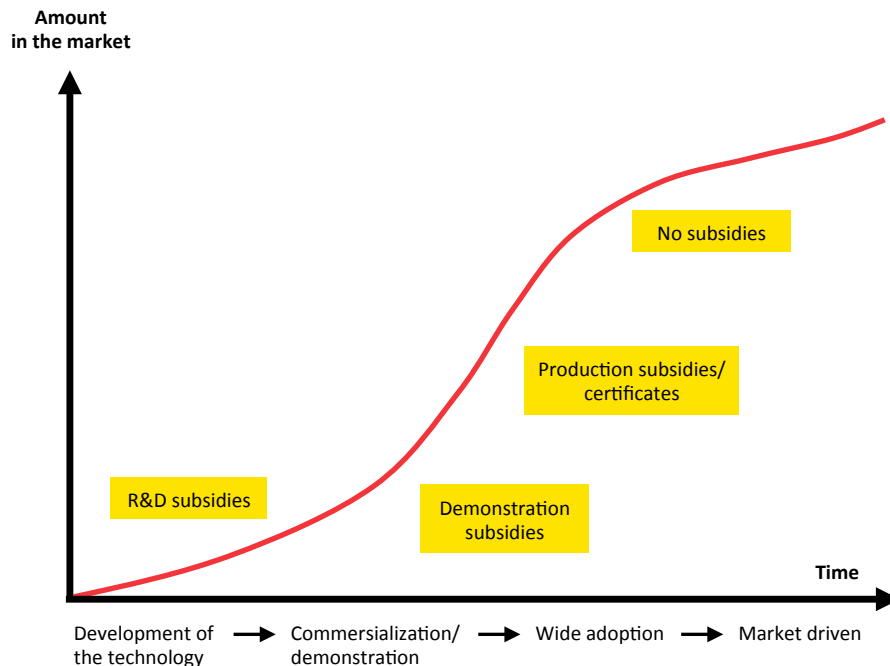 Amount
in the market
No subsidies
Production subsidies/
certificates
R&D subsidies
Demonstration
subsidies
Time
Development of
the technology
Commersialization/
demonstration
Wide adoption
Market driven